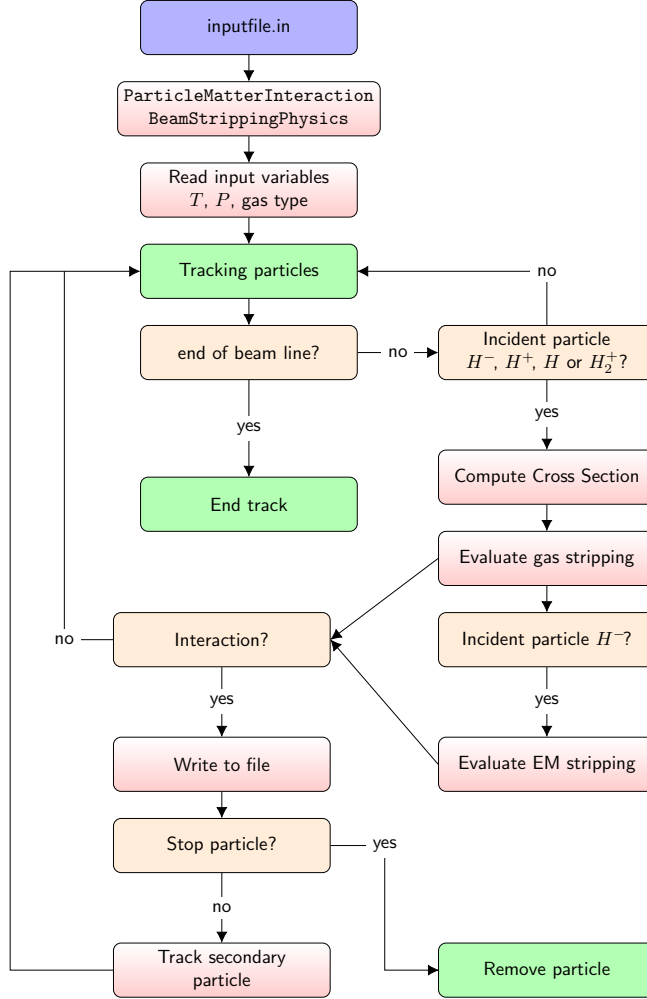 inputfile.in
ParticleMatterInteraction
BeamStrippingPhysics
Read input variables
T, P, gas type
Tracking particles
no
end of beam line?
no
Incident particle
H⁻, H⁺, H or H₂⁺?
yes
yes
Compute Cross Section
End track
Evaluate gas stripping
no
Interaction?
Incident particle H⁻?
yes
yes
Write to file
Evaluate EM stripping
Stop particle?
yes
no
Track secondary
particle
Remove particle